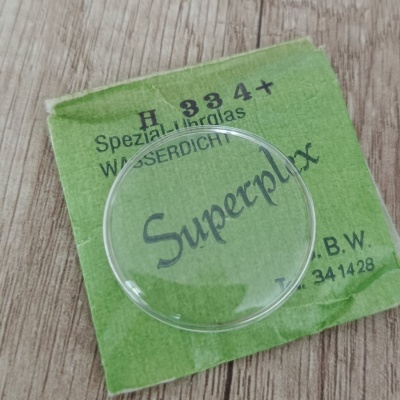 H 334+
Spezial-Uhrglas
WASSERDICHT
Superplex
B.W.
341428